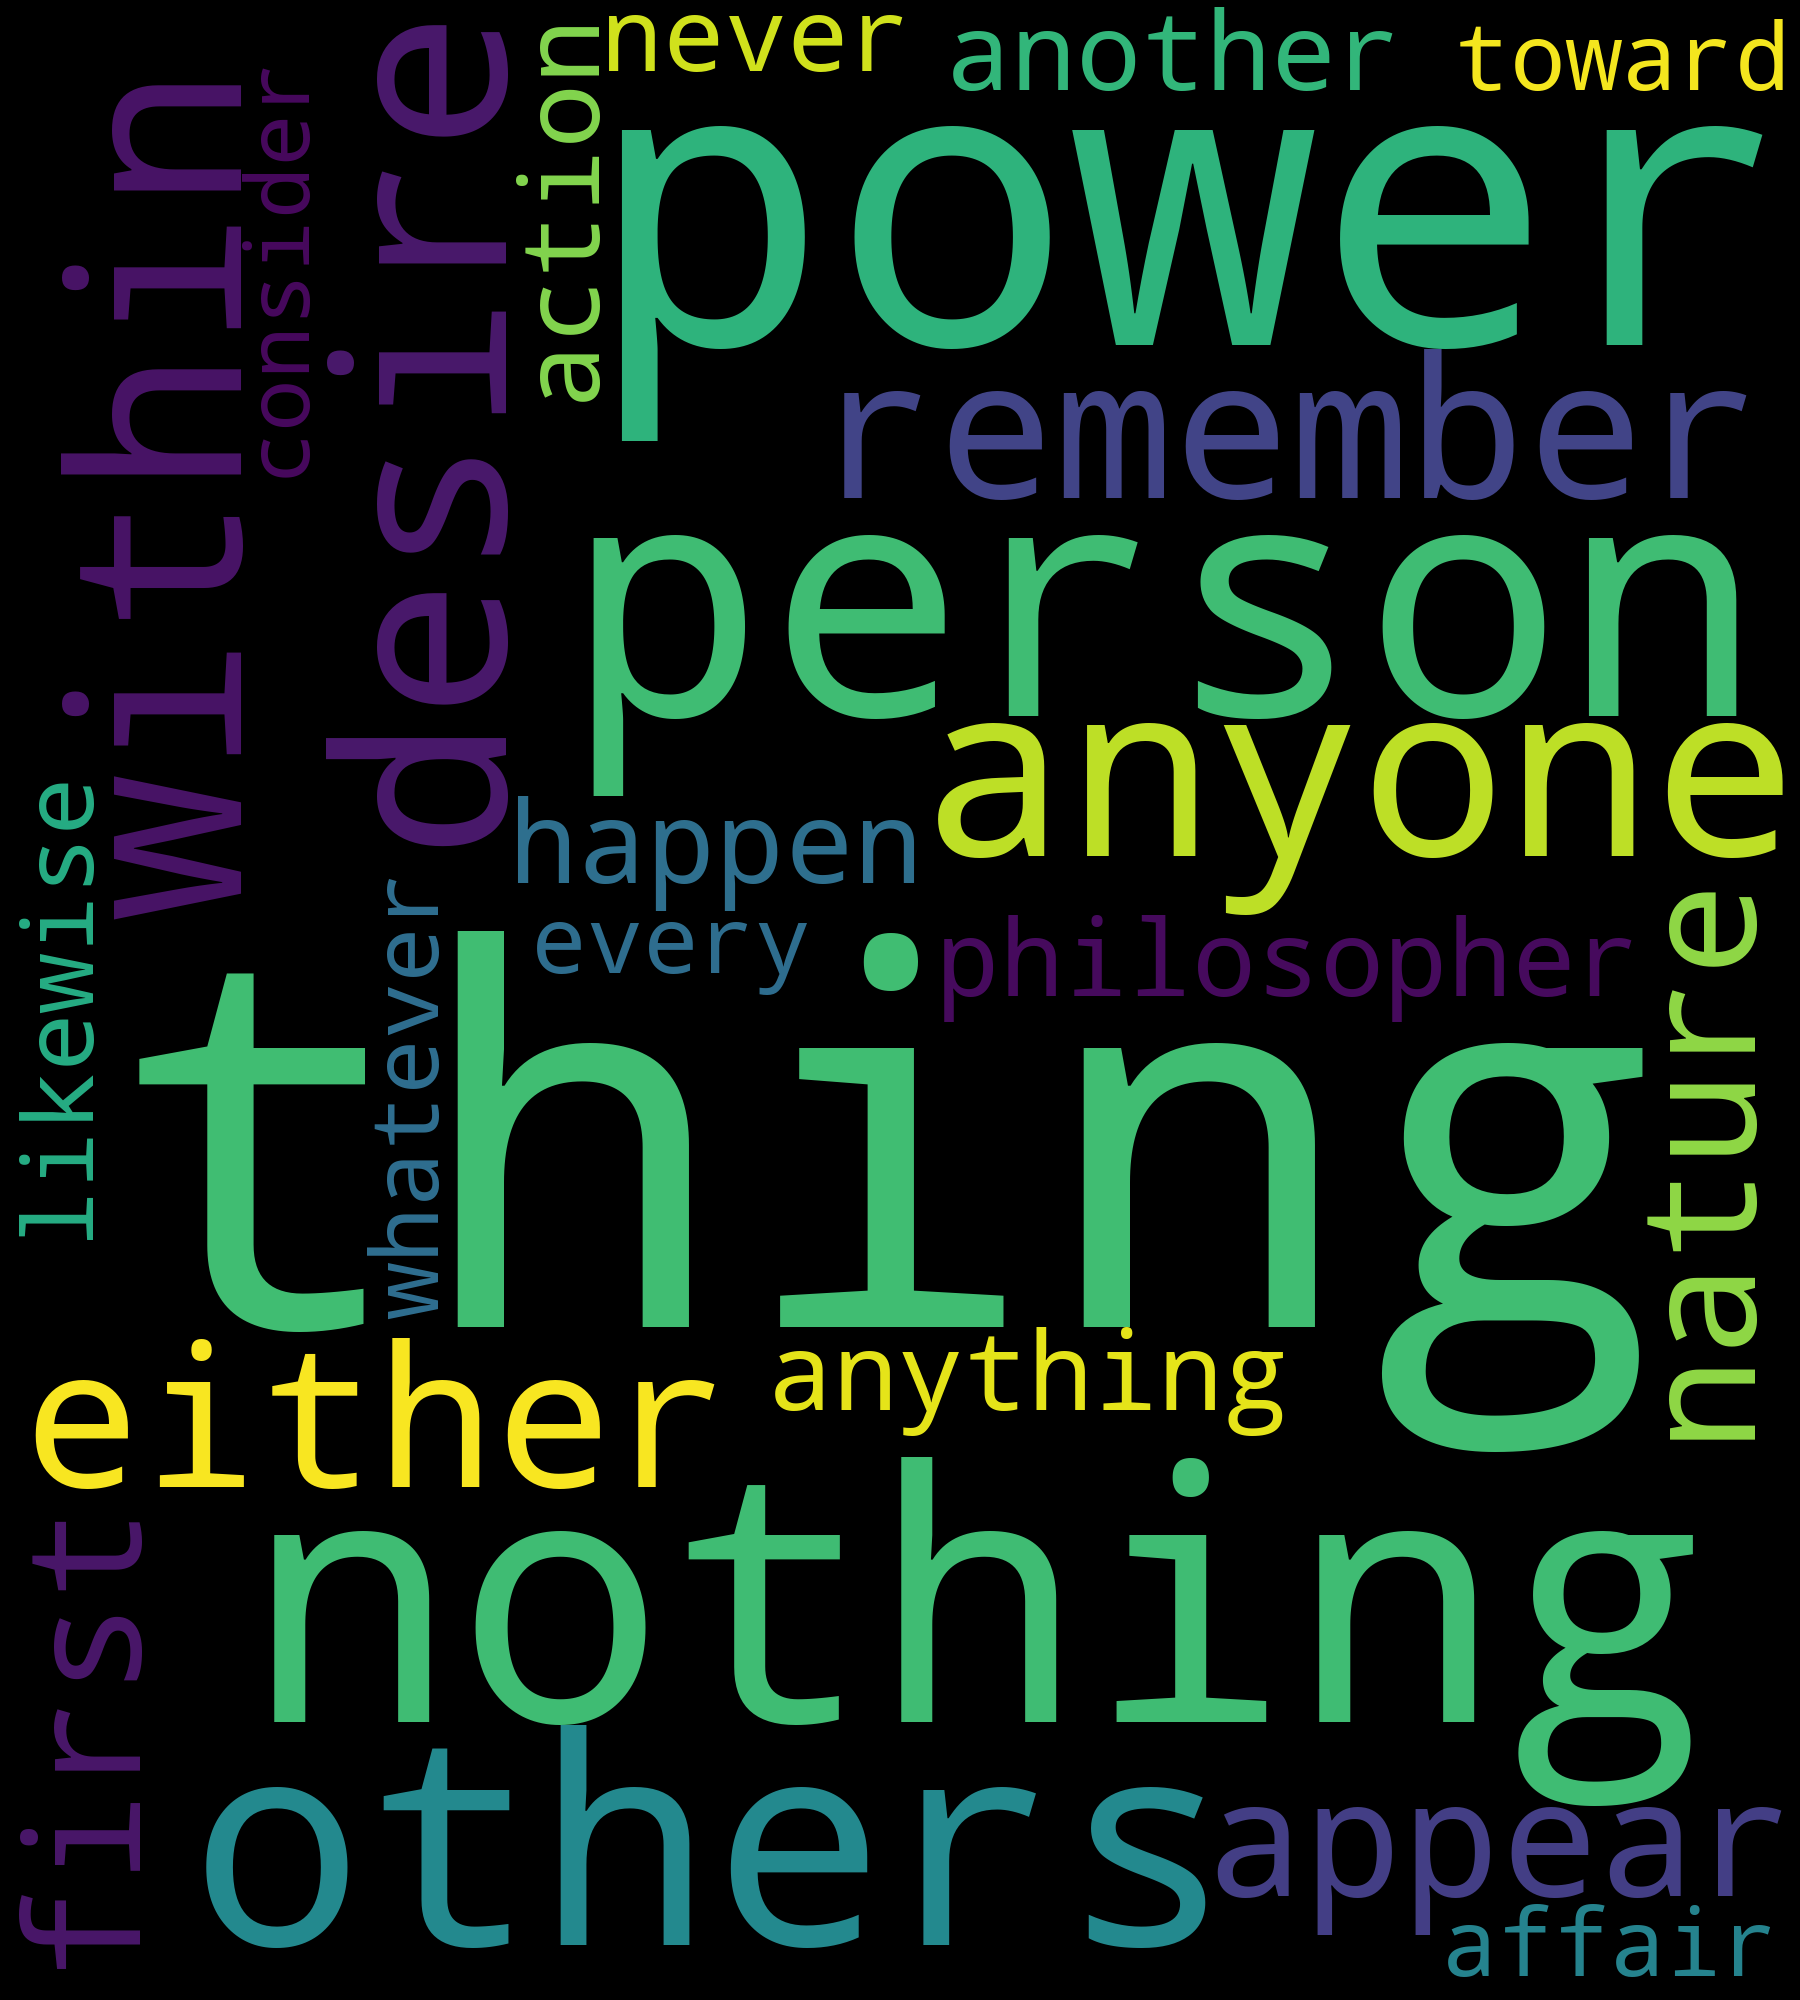 never
another
toward
action
consider
within
desire
power
remember
person
anyone
happen
every
philosopher
likewise
whatever
thing
nature
either
anything
nothing
first
others
appear
affair